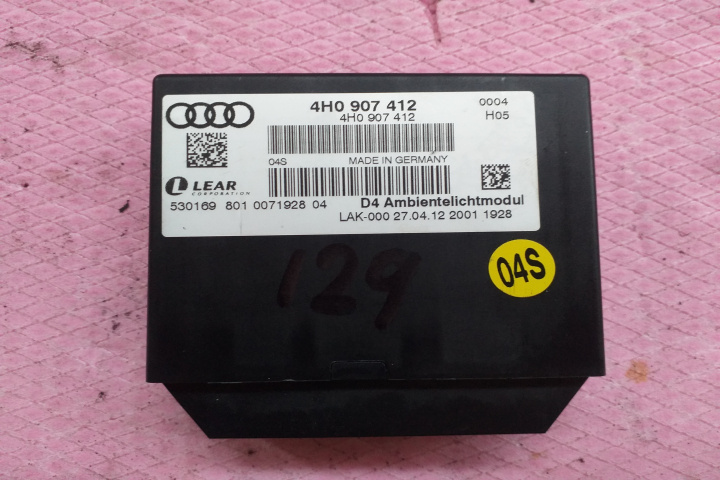 4H0 907 412
4H0 907 412
0004
H05
04S
MADE IN GERMANY
LEAR
CORPORATION
530169 801 0071928 04
D4 Ambientelichtmodul
LAK-000 27.04.12 2001 1928
04S
129